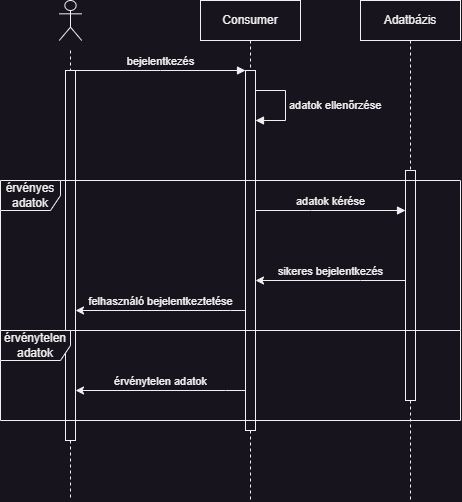 Consumer
Adatbázis
bejelentkezés
adatok ellenőrzése
érvényes
adatok
adatok kérése
sikeres bejelentkezés
felhasználó bejelentkeztetése
érvénytelen
adatok
érvénytelen adatok